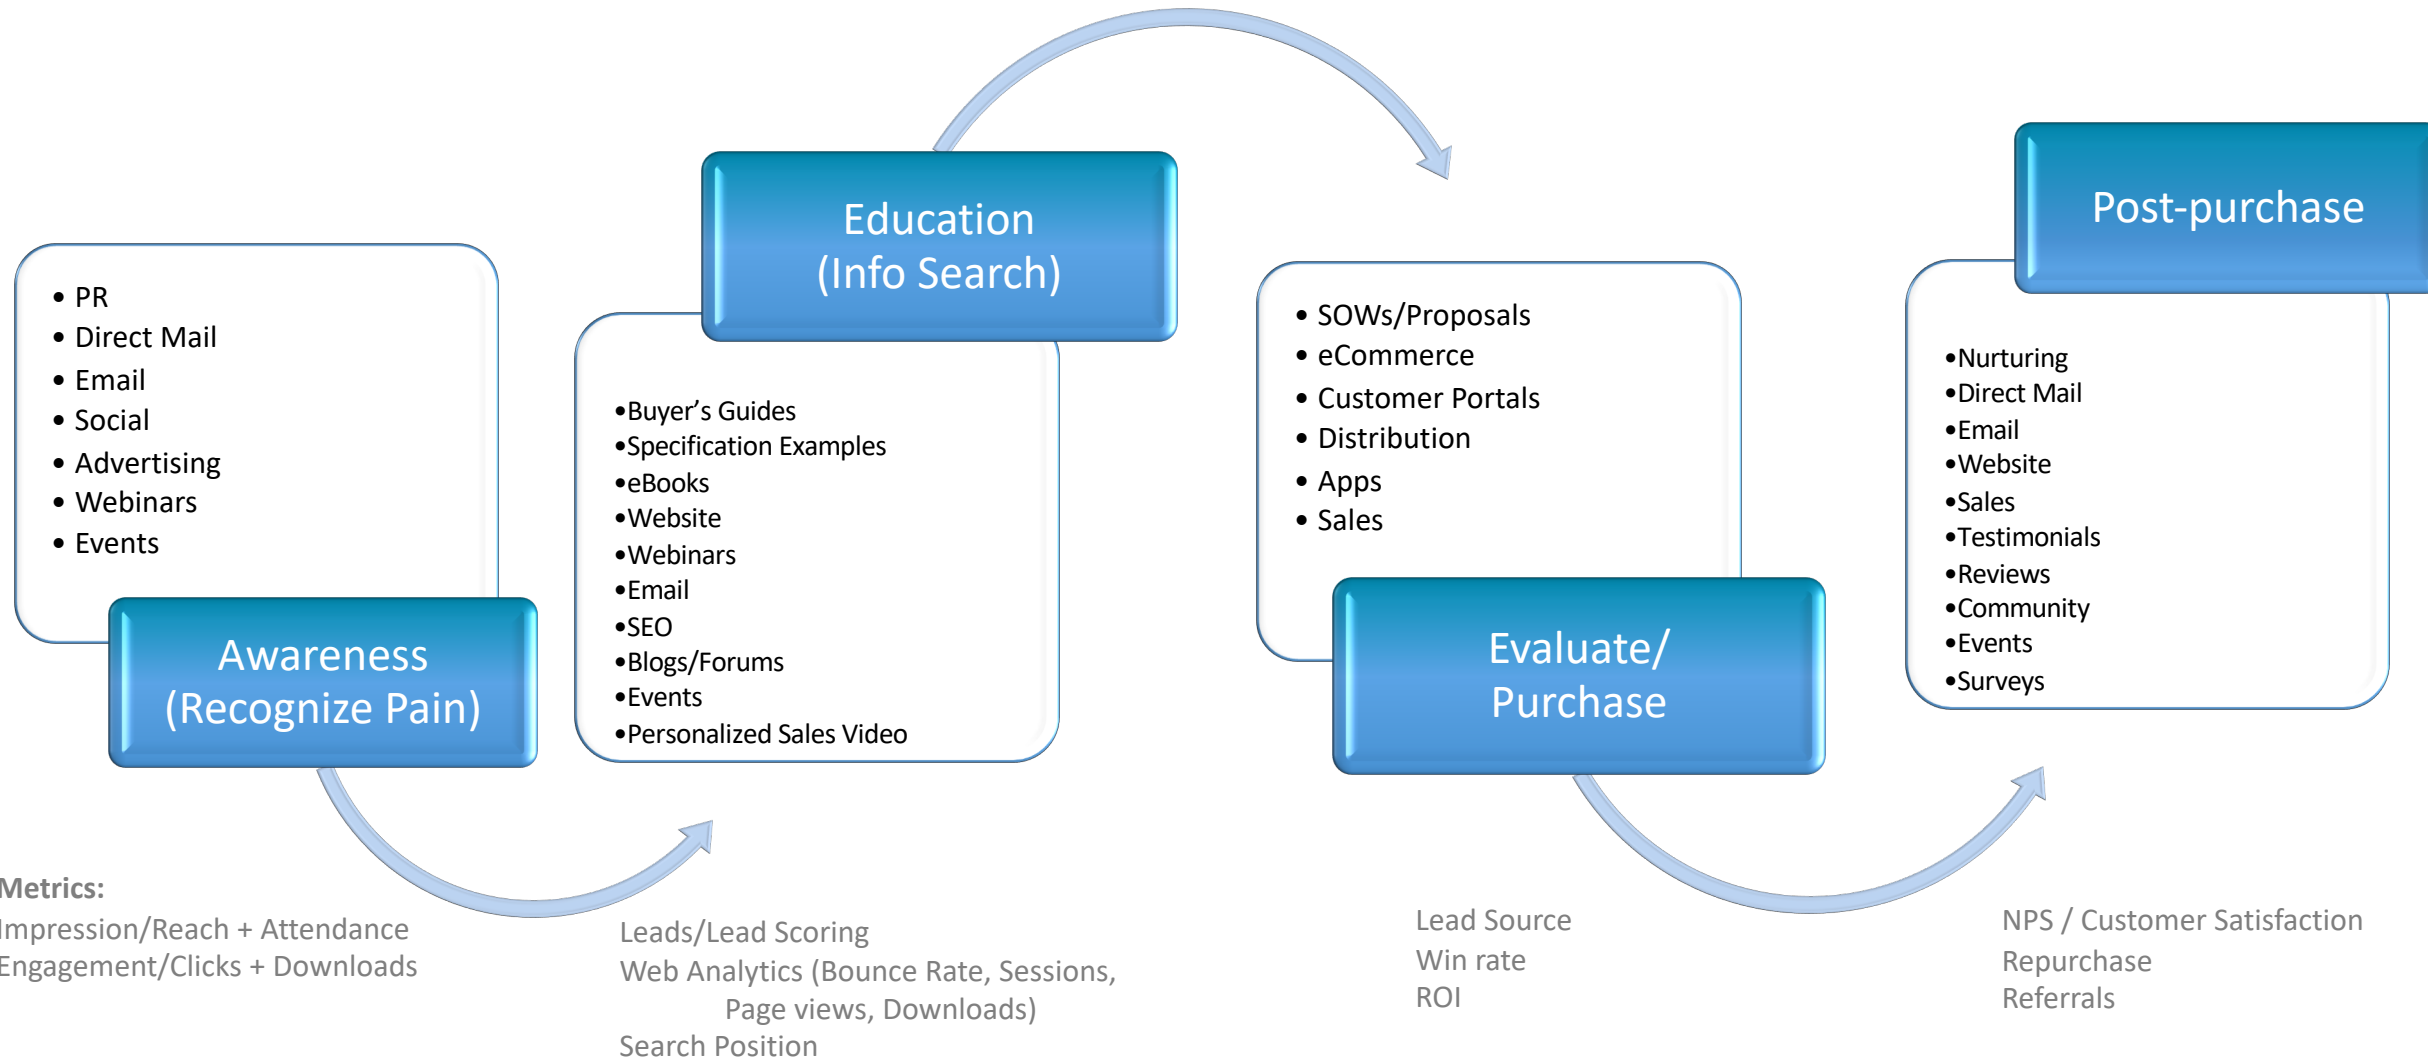 • PR
• Direct Mail
• Email
• Social
• Advertising
• Webinars
• Events
Awareness
(Recognize Pain)
Education
(Info Search)
•Buyer’s Guides
•Specification Examples
•eBooks
•Website
•Webinars
•Email
•SEO
•Blogs/Forums
•Events
•Personalized Sales Video
• SOWs/Proposals
• eCommerce
• Customer Portals
• Distribution
• Apps
• Sales
Evaluate/
Purchase
Post-purchase
•Nurturing
•Direct Mail
•Email
•Website
•Sales
•Testimonials
•Reviews
•Community
•Events
•Surveys
Metrics:
Impression/Reach + Attendance
Engagement/Clicks + Downloads
Leads/Lead Scoring
Web Analytics (Bounce Rate, Sessions,
Page views, Downloads)
Search Position
Lead Source
Win rate
ROI
NPS / Customer Satisfaction
Repurchase
Referrals